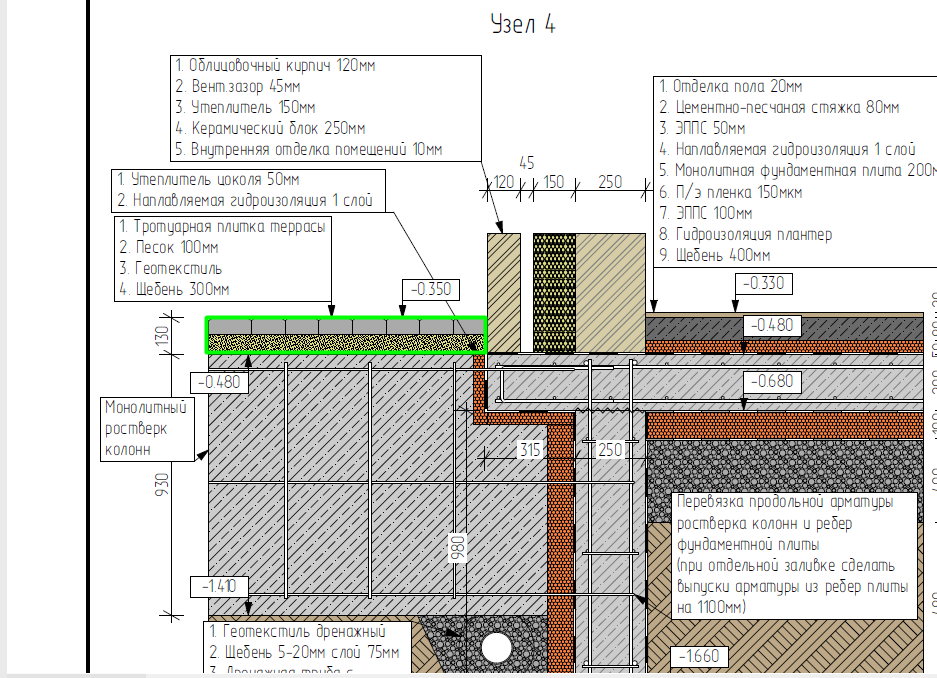 Узел 4
1. Облицовочный кирпич 120мм
2. Вент.зазор 45мм
3. Утеплитель 150мм
4. Керамический блок 250мм
5. Внутренняя отделка помещений 10мм
1. Отделка пола 20мм
2. Цементно-песчаная стяжка 80мм
3. ЭППС 50мм
4. Наплавляемая гидроизоляция 1 слой
5. Монолитная фундаментная плита 200м
6. П/э пленка 150мкм
7. ЭППС 100мм
8. Гидроизоляция плантер
9. Щебень 400мм
45
120 150 250
1. Утеплитель цоколя 50мм
2. Наплавляемая гидроизоляция 1 слой
1. Тротуарная плитка террасы
2. Песок 100мм
3. Геотекстиль
4. Щебень 300мм
-0.350
-0.330
130
-0.480
-0.480
-0.680
Монолитный
ростверк
колонн
315 250
930
980
Перевязка продольной арматуры
ростверка колонн и ребер
фундаментной плиты
(при отдельной заливке сделать
выпуски арматуры из ребер плиты
на 1100мм)
-1.410
-1.660
1. Геотекстиль дренажный
2. Щебень 5-20мм слой 75мм